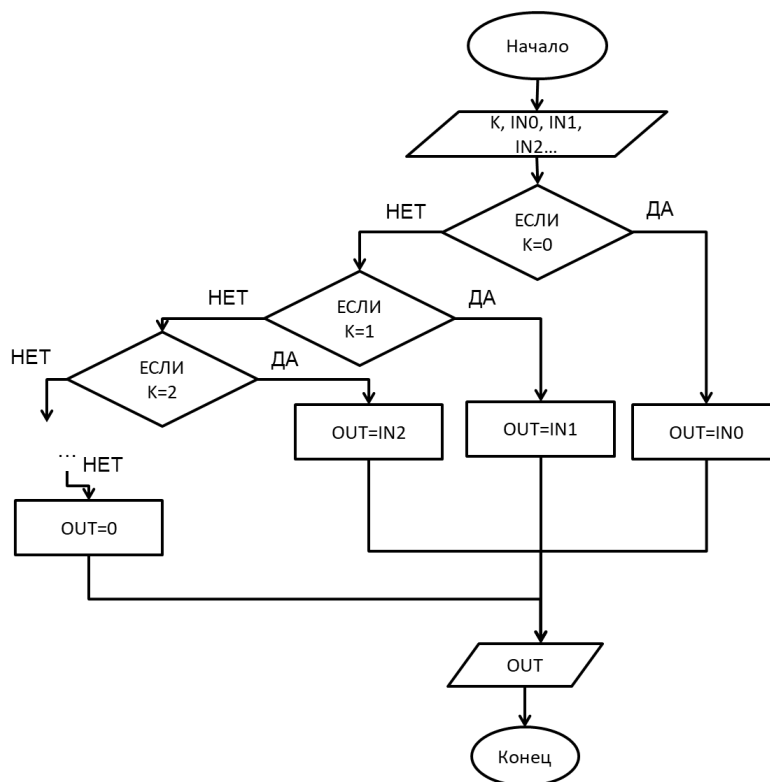 Начало
K, IN0, IN1,
IN2...
НЕТ
ЕСЛИ
K=0
ДА
НЕТ
ЕСЛИ
K=1
ДА
НЕТ
ЕСЛИ
K=2
ДА
OUT=IN2
OUT=IN1
OUT=IN0
...
НЕТ
OUT=0
OUT
Конец